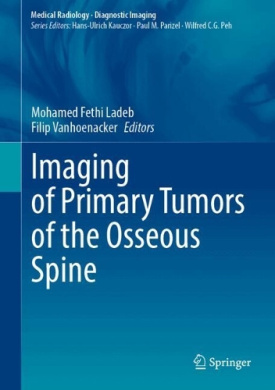 Medical Radiology · Diagnostic Imaging
Series Editors: Hans-Ulrich Kauczor · Paul M. Parizel · Wilfred C.G. Peh
Mohamed Fethi Ladeb
Filip Vanhoenacker Editors
Imaging
of Primary Tumors
of the Osseous
Spine
Springer